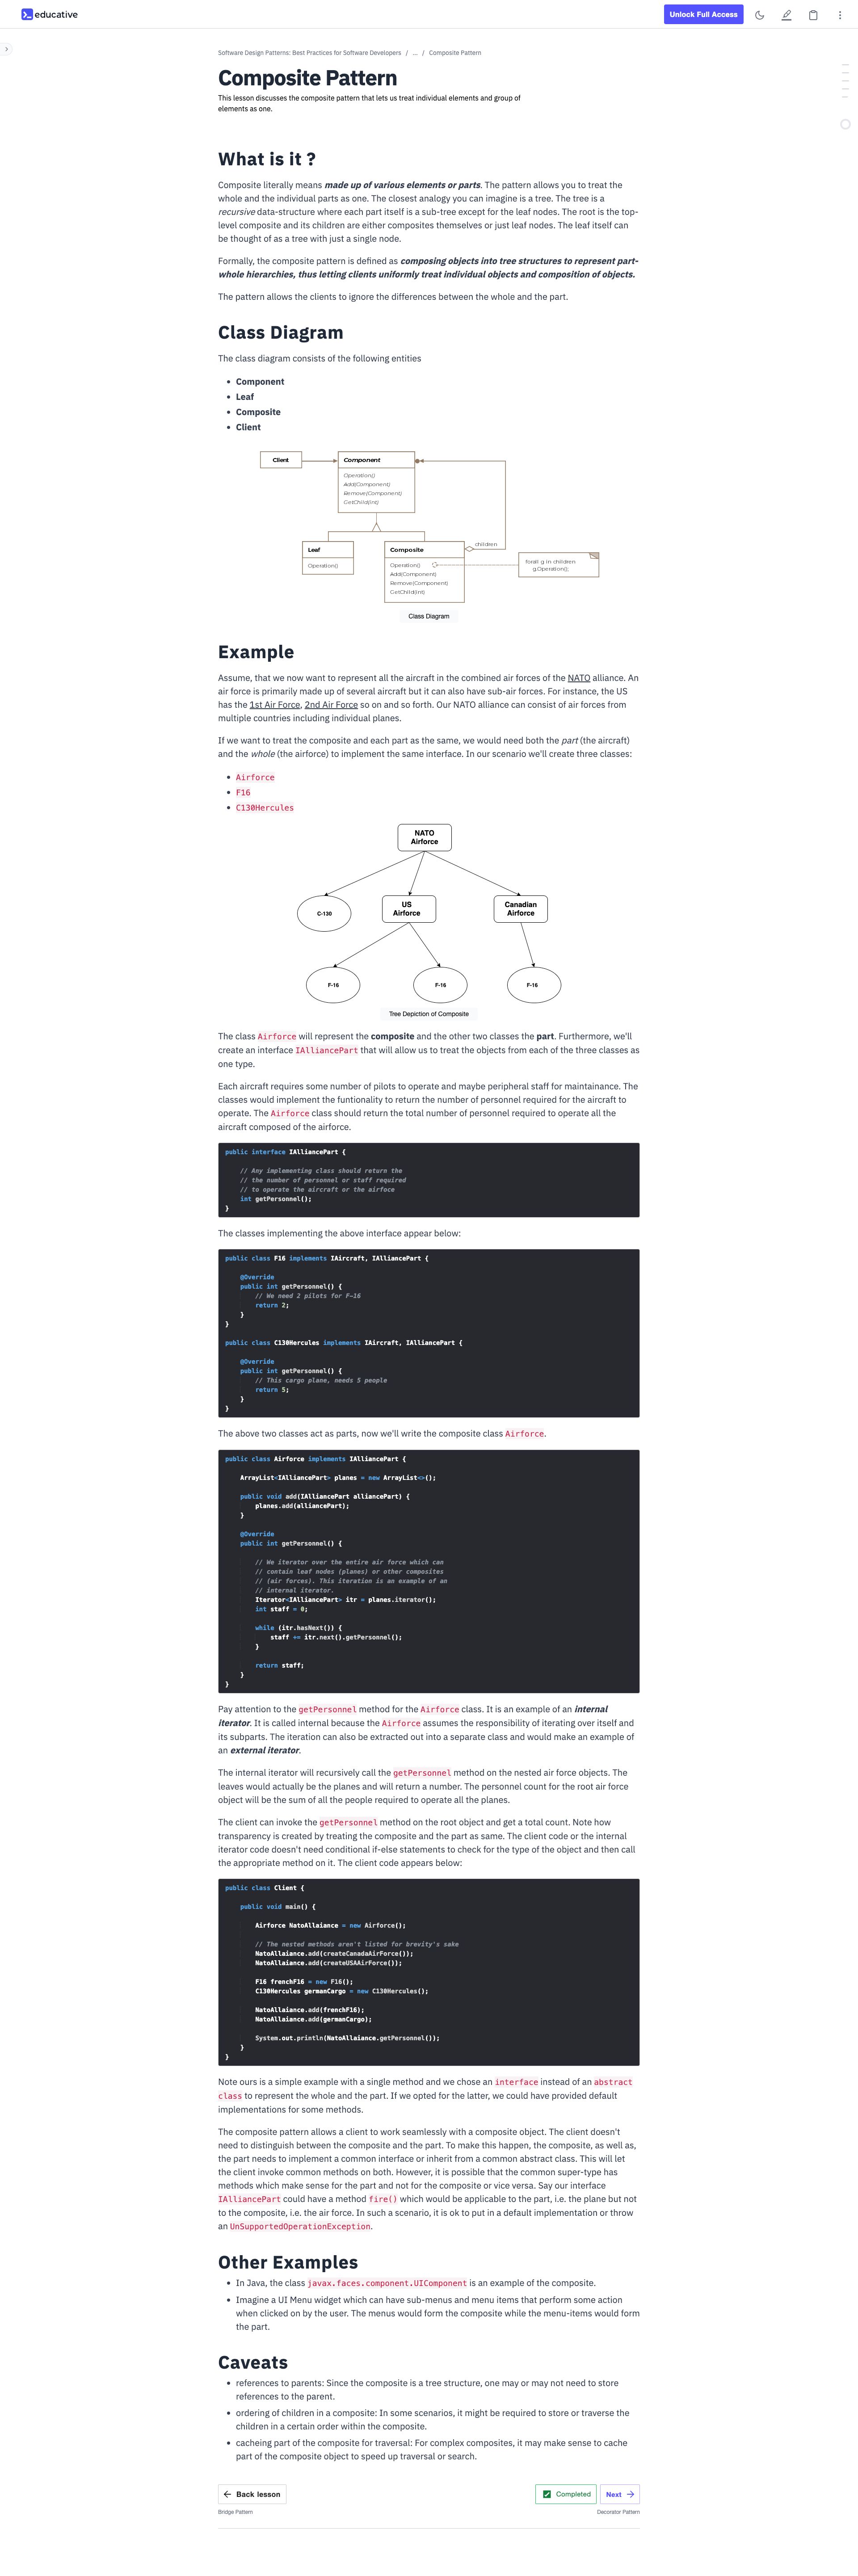 educative
Unlock Full Access
Software Design Patterns: Best Practices for Software Developers / ... / Composite Pattern
Composite Pattern
This lesson discusses the composite pattern that lets us treat individual elements and group of
elements as one.
What is it ?
Composite literally means made up of various elements or parts. The pattern allows you to treat the
whole and the individual parts as one. The closest analogy you can imagine is a tree. The tree is a
recursive data-structure where each part itself is a sub-tree except for the leaf nodes. The root is the top-
level composite and its children are either composites themselves or just leaf nodes. The leaf itself can
be thought of as a tree with just a single node.
Formally, the composite pattern is defined as composing objects into tree structures to represent part-
whole hierarchies, thus letting clients uniformly treat individual objects and composition of objects.
The pattern allows the clients to ignore the differences between the whole and the part.
Class Diagram
The class diagram consists of the following entities
• Component
• Leaf
• Composite
• Client
Client
Component
Operation()
Add(Component)
Remove(Component)
GetChild(int)
Leaf
Operation()
Composite
Operation()
Add(Component)
Remove(Component)
GetChild(int)
children
forall g in children
g.Operation();
Class Diagram
Example
Assume, that we now want to represent all the aircraft in the combined air forces of the NATO alliance. An
air force is primarily made up of several aircraft but it can also have sub-air forces. For instance, the US
has the 1st Air Force, 2nd Air Force so on and so forth. Our NATO alliance can consist of air forces from
multiple countries including individual planes.
If we want to treat the composite and each part as the same, we would need both the part (the aircraft)
and the whole (the airforce) to implement the same interface. In our scenario we'll create three classes:
• Airforce
• F16
• C130Hercules
NATO
Airforce
C-130
US
Airforce
Canadian
Airforce
F-16
F-16
F-16
Tree Depiction of Composite
The class Airforce will represent the composite and the other two classes the part. Furthermore, we'll
create an interface IAlliancePart that will allow us to treat the objects from each of the three classes as
one type.
Each aircraft requires some number of pilots to operate and maybe peripheral staff for maintainance. The
classes would implement the funtionality to return the number of personnel required for the aircraft to
operate. The Airforce class should return the total number of personnel required to operate all the
aircraft composed of the airforce.
public interface IAlliancePart {
// Any implementing class should return the
// the number of personnel or staff required
// to operate the aircraft or the airfoce
int getPersonnel();
}
The classes implementing the above interface appear below:
public class F16 implements IAircraft, IAlliancePart {
@Override
public int getPersonnel() {
// We need 2 pilots for F-16
return 2;
}
}
public class C130Hercules implements IAircraft, IAlliancePart {
@Override
public int getPersonnel() {
// This cargo plane, needs 5 people
return 5;
}
}
The above two classes act as parts, now we'll write the composite class Airforce.
public class Airforce implements IAlliancePart {
ArrayList<IAlliancePart> planes = new ArrayList<>();
public void add(IAlliancePart alliancePart) {
planes.add(alliancePart);
}
@Override
public int getPersonnel() {
// We iterator over the entire air force which can
// contain leaf nodes (planes) or other composites
// (air forces). This iteration is an example of an
// internal iterator.
Iterator<IAlliancePart> itr = planes.iterator();
int staff = 0;
while (itr.hasNext()) {
staff += itr.next().getPersonnel();
}
return staff;
}
}
Pay attention to the getPersonnel method for the Airforce class. It is an example of an internal
iterator. It is called internal because the Airforce assumes the responsibility of iterating over itself and
its subparts. The iteration can also be extracted out into a separate class and would make an example of
an external iterator.
The internal iterator will recursively call the getPersonnel method on the nested air force objects. The
leaves would actually be the planes and will return a number. The personnel count for the root air force
object will be the sum of all the people required to operate all the planes.
The client can invoke the getPersonnel method on the root object and get a total count. Note how
transparency is created by treating the composite and the part as same. The client code or the internal
iterator code doesn't need conditional if-else statements to check for the type of the object and then call
the appropriate method on it. The client code appears below:
public class Client {
public void main() {
Airforce NatoAllaiance = new Airforce();
// The nested methods aren't listed for brevity's sake
NatoAllaiance.add(createCanadaAirForce());
NatoAllaiance.add(createUSAAirForce());
F16 frenchF16 = new F16();
C130Hercules germanCargo = new C130Hercules();
NatoAllaiance.add(frenchF16);
NatoAllaiance.add(germanCargo);
System.out.println(NatoAllaiance.getPersonnel());
}
}
Note ours is a simple example with a single method and we chose an interface instead of an abstract
class to represent the whole and the part. If we opted for the latter, we could have provided default
implementations for some methods.
The composite pattern allows a client to work seamlessly with a composite object. The client doesn't
need to distinguish between the composite and the part. To make this happen, the composite, as well as,
the part needs to implement a common interface or inherit from a common abstract class. This will let
the client invoke common methods on both. However, it is possible that the common super-type has
methods which make sense for the part and not for the composite or vice versa. Say our interface
IAlliancePart could have a method fire() which would be applicable to the part, i.e. the plane but not
to the composite, i.e. the air force. In such a scenario, it is ok to put in a default implementation or throw
an UnSupportedOperationException.
Other Examples
• In Java, the class javax.faces.component.UIComponent is an example of the composite.
• Imagine a UI Menu widget which can have sub-menus and menu items that perform some action
when clicked on by the user. The menus would form the composite while the menu-items would form
the part.
Caveats
• references to parents: Since the composite is a tree structure, one may or may not need to store
references to the parent.
• ordering of children in a composite: In some scenarios, it might be required to store or traverse the
children in a certain order within the composite.
• cacheing part of the composite for traversal: For complex composites, it may make sense to cache
part of the composite object to speed up traversal or search.
Back lesson
Completed
Next
Bridge Pattern
Decorator Pattern